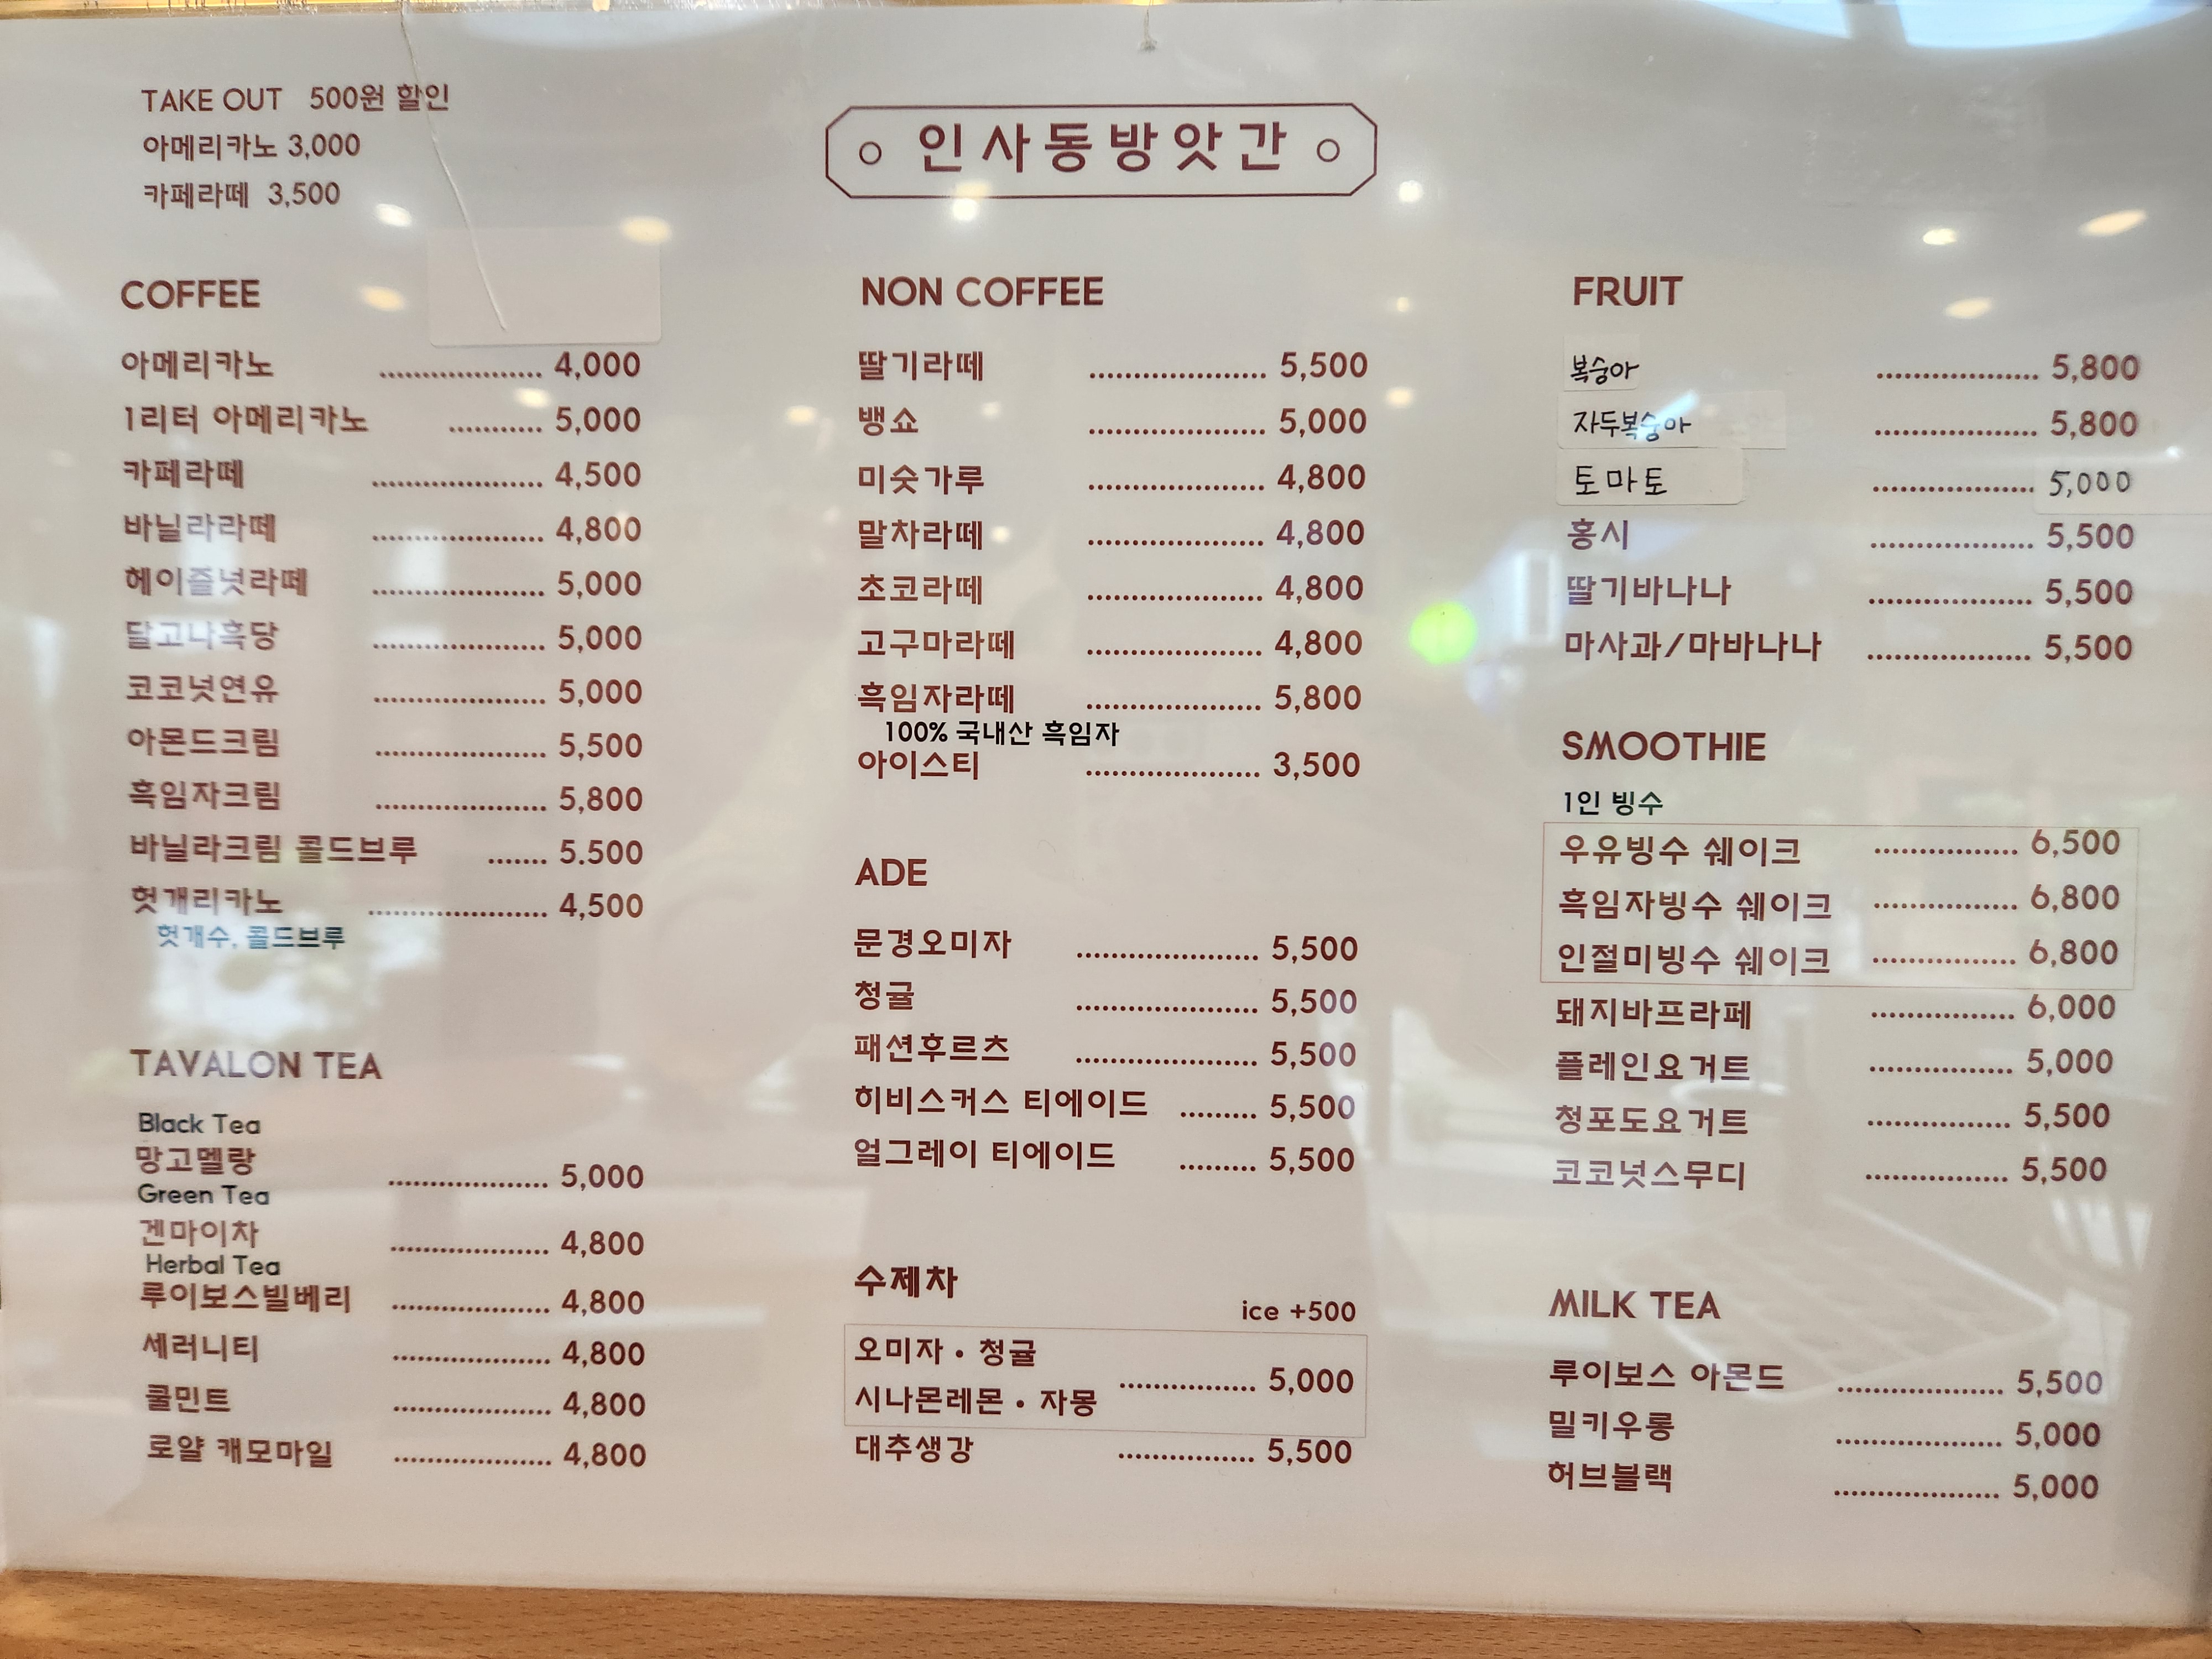 TAKE OUT 500원 할인
아메리카노 3,000
카페라떼 3,500
인사동방앗간
COFFEE
아메리카노 .................. 4,000
1리터 아메리카노 ........... 5,000
카페라떼 ................... 4,500
바닐라라떼 ................... 4,800
헤이즐넛라떼 ................... 5,000
달고나흑당 ................... 5,000
코코넛연유 ................... 5,000
아몬드크림 ................... 5,500
흑임자크림 ................... 5,800
바닐라크림 콜드브루 ....... 5.500
헛개리카노 .................... 4,500
헛개수, 콜드브루
TAVALON TEA
Black Tea
망고멜랑 .................. 5,000
Green Tea
겐마이차 .................. 4,800
Herbal Tea
루이보스빌베리 .................. 4,800
세러니티 .................. 4,800
쿨민트 .................. 4,800
로얄 캐모마일 .................. 4,800
NON COFFEE
딸기라떼 .................... 5,500
뱅쇼 .................... 5,000
미숫가루 .................... 4,800
말차라떼 .................... 4,800
초코라떼 .................... 4,800
고구마라떼 .................... 4,800
흑임자라떼 .................... 5,800
100% 국내산 흑임자
아이스티 .................... 3,500
ADE
문경오미자 .................... 5,500
청귤 .................... 5,500
패션후르츠 .................... 5,500
히비스커스 티에이드 ......... 5,500
얼그레이 티에이드 ......... 5,500
수제차
ice +500
오미자 • 청귤
시나몬레몬 • 자몽 ............... 5,000
대추생강 ............... 5,500
FRUIT
복숭아 .................. 5,800
자두복숭아 .................. 5,800
토마토 .................. 5,000
홍시 .................. 5,500
딸기바나나 .................. 5,500
마사과/마바나나 .................. 5,500
SMOOTHIE
1인 빙수
우유빙수 쉐이크 ................ 6,500
흑임자빙수 쉐이크 ................ 6,800
인절미빙수 쉐이크 ................ 6,800
돼지바프라페 ................ 6,000
플레인요거트 ................ 5,000
청포도요거트 ................ 5,500
코코넛스무디 ................ 5,500
MILK TEA
루이보스 아몬드 ................... 5,500
밀키우롱 ................... 5,000
허브블랙 ................... 5,000